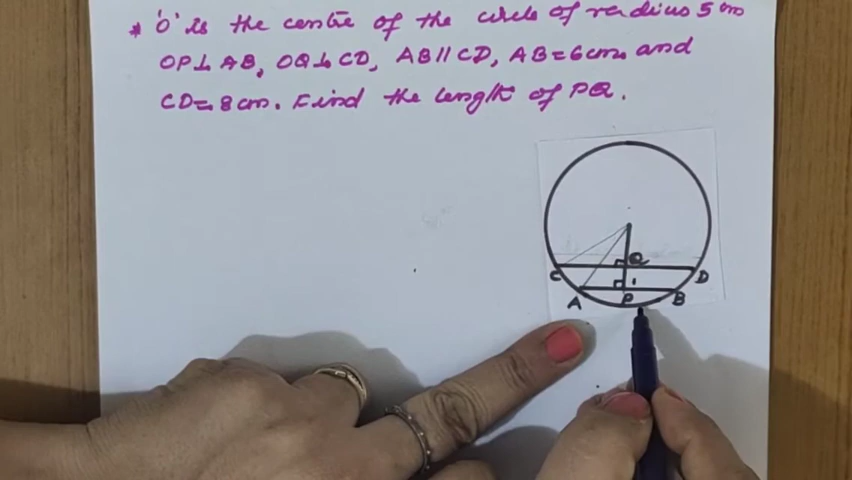 * 'O' is the centre of the circle of radius 5 cm
OP⊥AB, OQ⊥CD, AB//CD, AB=6cm and
CD=8cm. Find the length of PQ.
Q
C D
A P B